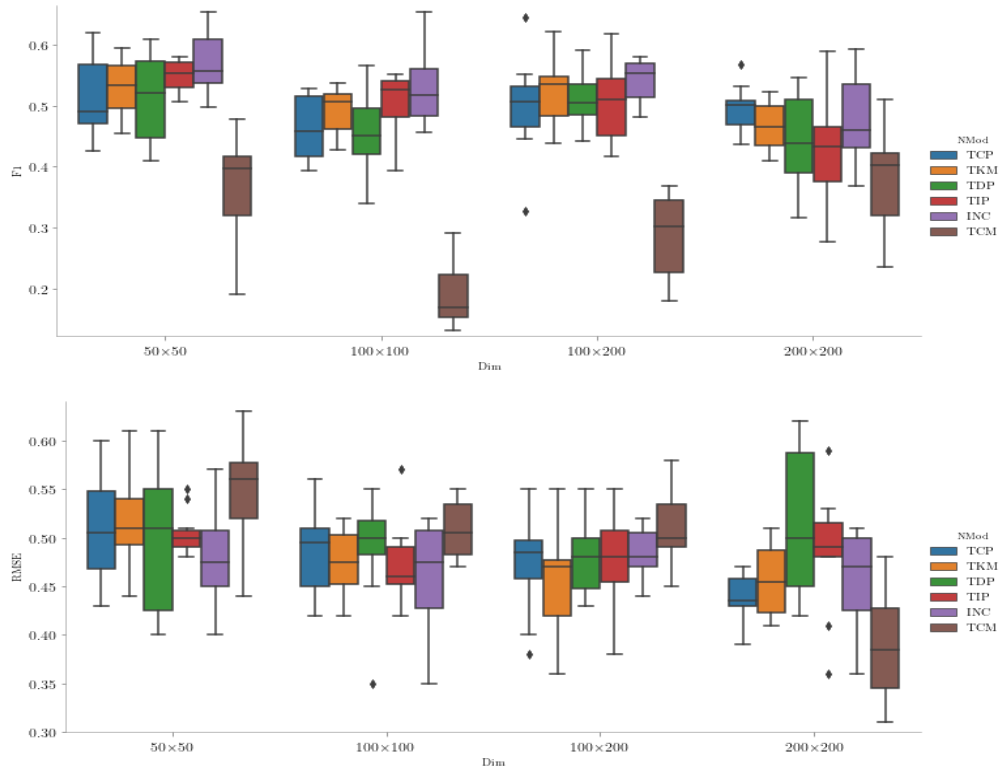 0.6
0.5
0.4
0.3
0.2
F1
50×50
100×100
100×200
200×200
Dim
NMod
TCP
TKM
TDP
TIP
INC
TCM
0.60
0.55
0.50
0.45
0.40
0.35
0.30
RMSE
50×50
100×100
100×200
200×200
Dim
NMod
TCP
TKM
TDP
TIP
INC
TCM